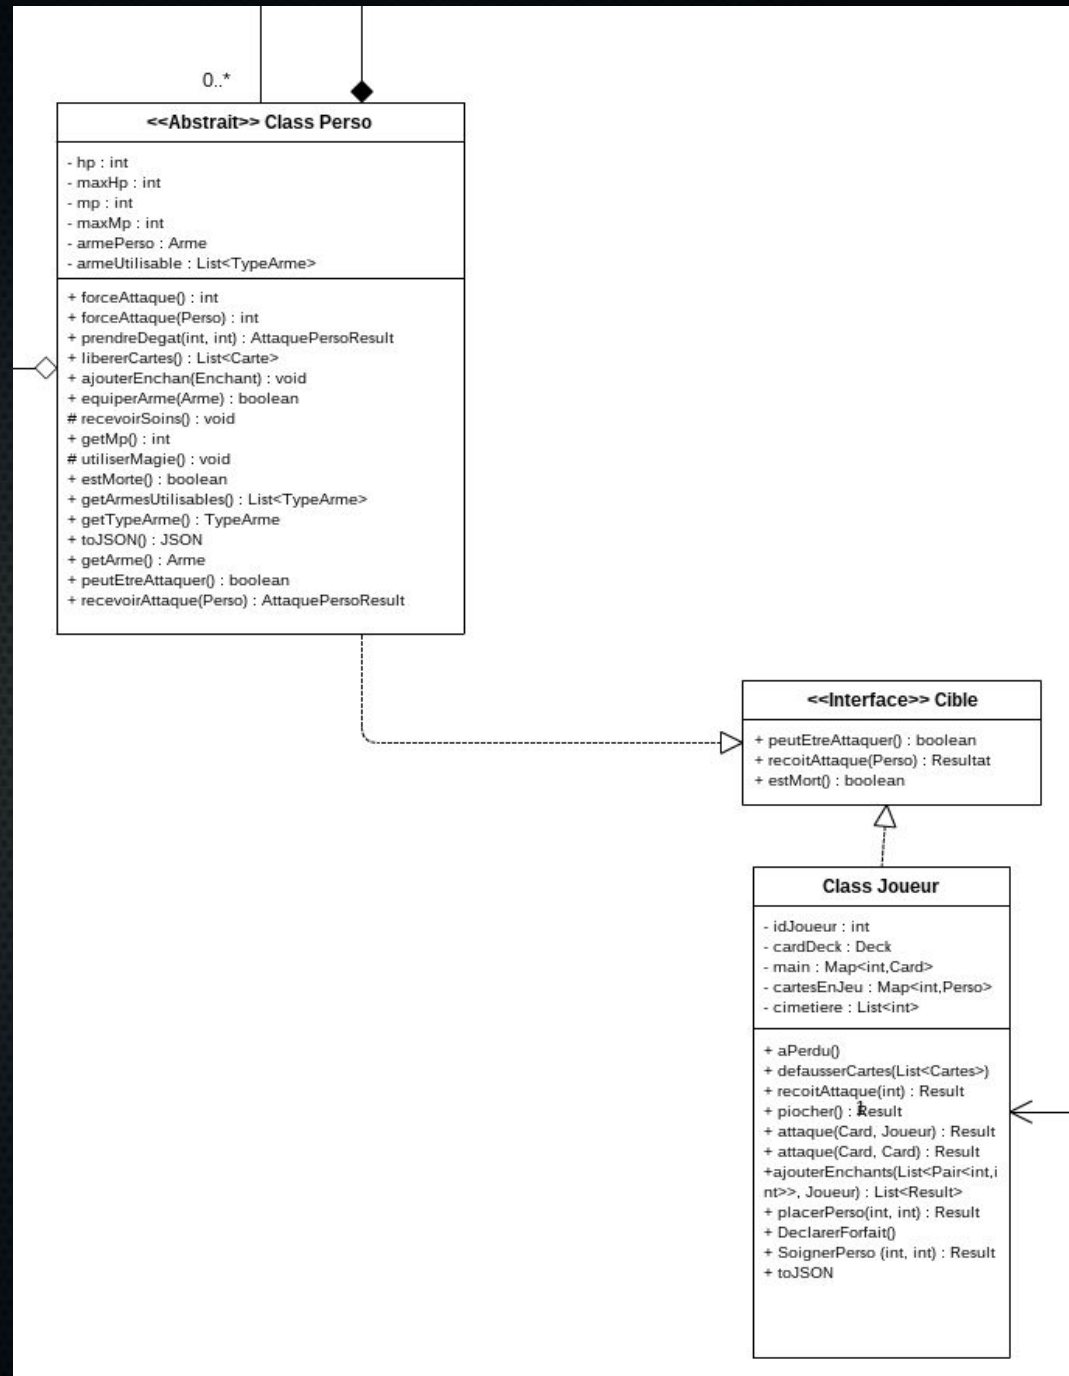 0..*
<<Abstrait>> Class Perso
- hp : int
- maxHp : int
- mp : int
- maxMp : int
- armePerso : Arme
- armeUtilisable : List<TypeArme>
+ forceAttaque() : int
+ forceAttaque(Perso) : int
+ prendreDegat(int, int) : AttaquePersoResult
+ libererCartes() : List<Carte>
+ ajouterEnchan(Enchant) : void
+ equiperArme(Arme) : boolean
# recevoirSoins() : void
+ getMp() : int
# utiliserMagie() : void
+ estMorte() : boolean
+ getArmesUtilisables() : List<TypeArme>
+ getTypeArme() : TypeArme
+ toJSON() : JSON
+ getArme() : Arme
+ peutEtreAttaquer() : boolean
+ recevoirAttaque(Perso) : AttaquePersoResult
<<Interface>> Cible
+ peutEtreAttaquer() : boolean
+ recoitAttaque(Perso) : Resultat
+ estMort() : boolean
Class Joueur
- idJoueur : int
- cardDeck : Deck
- main : Map<int,Card>
- cartesEnJeu : Map<int,Perso>
- cimetiere : List<int>
+ aPerdu()
+ defausserCartes(List<Cartes>)
+ recoitAttaque(int) : Result
+ piocher() : Result
1
+ attaque(Card, Joueur) : Result
+ attaque(Card, Card) : Result
+ajouterEnchants(List<Pair<int,i
nt>>, Joueur) : List<Result>
+ placerPerso(int, int) : Result
+ DeclarerForfait()
+ SoignerPerso (int, int) : Result
+ toJSON